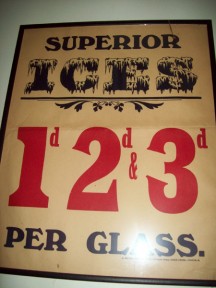 SUPERIOR
ICES
1d 2d & 3d
PER GLASS.